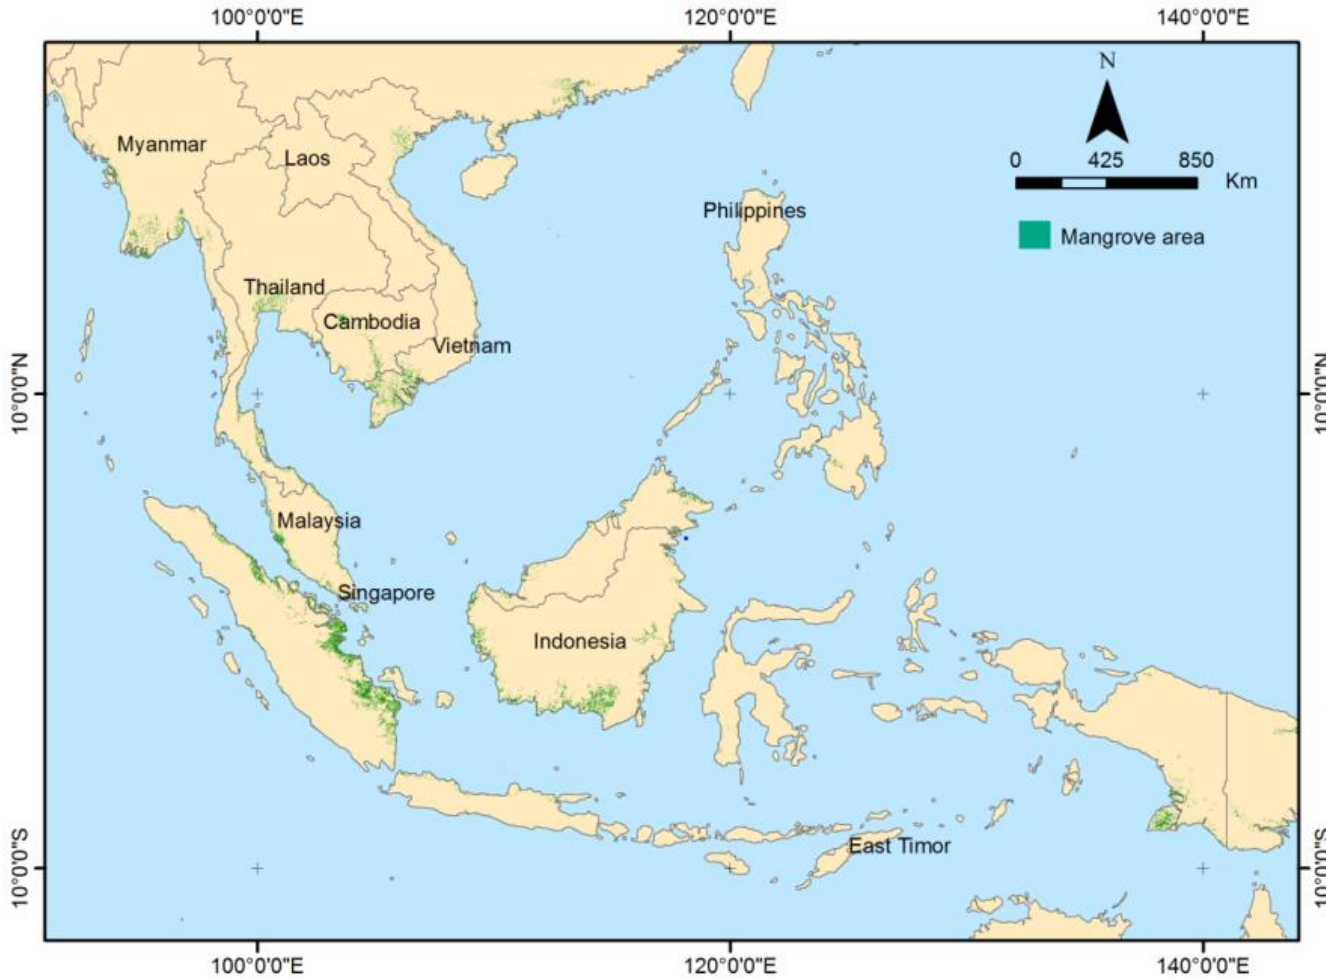 100°0'0"E 120°0'0"E 140°0'0"E
N
0 425 850
Km
Mangrove area
Myanmar
Laos
Philippines
Thailand
Cambodia
Vietnam
10°0'0"N 10°0'0"N
Malaysia
Singapore
Indonesia
East Timor
10°0'0"S 10°0'0"S
100°0'0"E 120°0'0"E 140°0'0"E